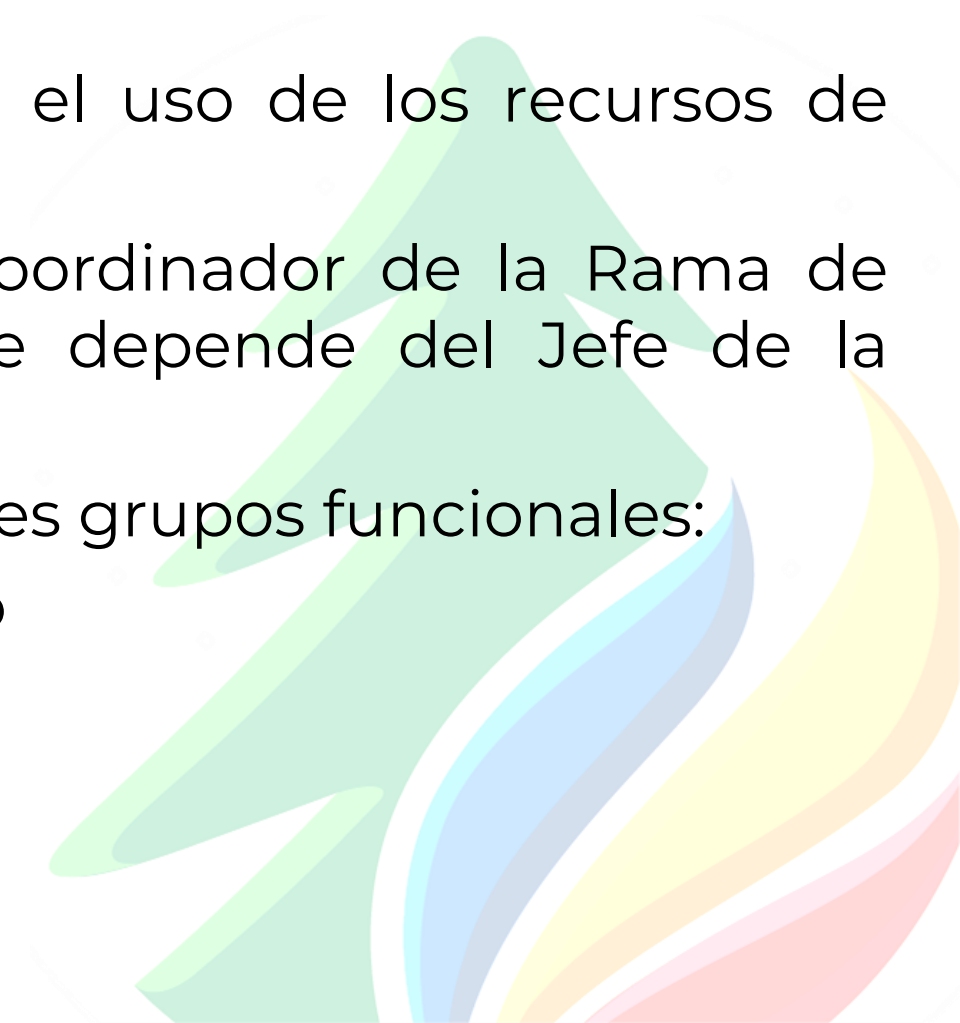 el uso de los recursos de
oordinador de la Rama de
e depende del Jefe de la
es grupos funcionales:
o